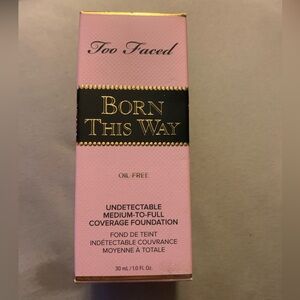 Too Faced
BORN
THIS WAY
OIL-FREE
UNDETECTABLE
MEDIUM-TO-FULL
COVERAGE FOUNDATION
FOND DE TEINT
INDÉTECTABLE COUVRANCE
MOYENNE À TOTALE
30 mL / 1.0 Fl. Oz.